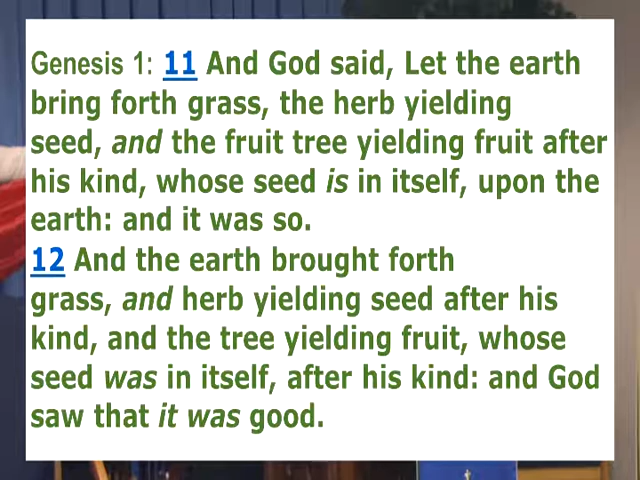 Genesis 1: 11 And God said, Let the earth
bring forth grass, the herb yielding
seed, and the fruit tree yielding fruit after
his kind, whose seed is in itself, upon the
earth: and it was so.
12 And the earth brought forth
grass, and herb yielding seed after his
kind, and the tree yielding fruit, whose
seed was in itself, after his kind: and God
saw that it was good.